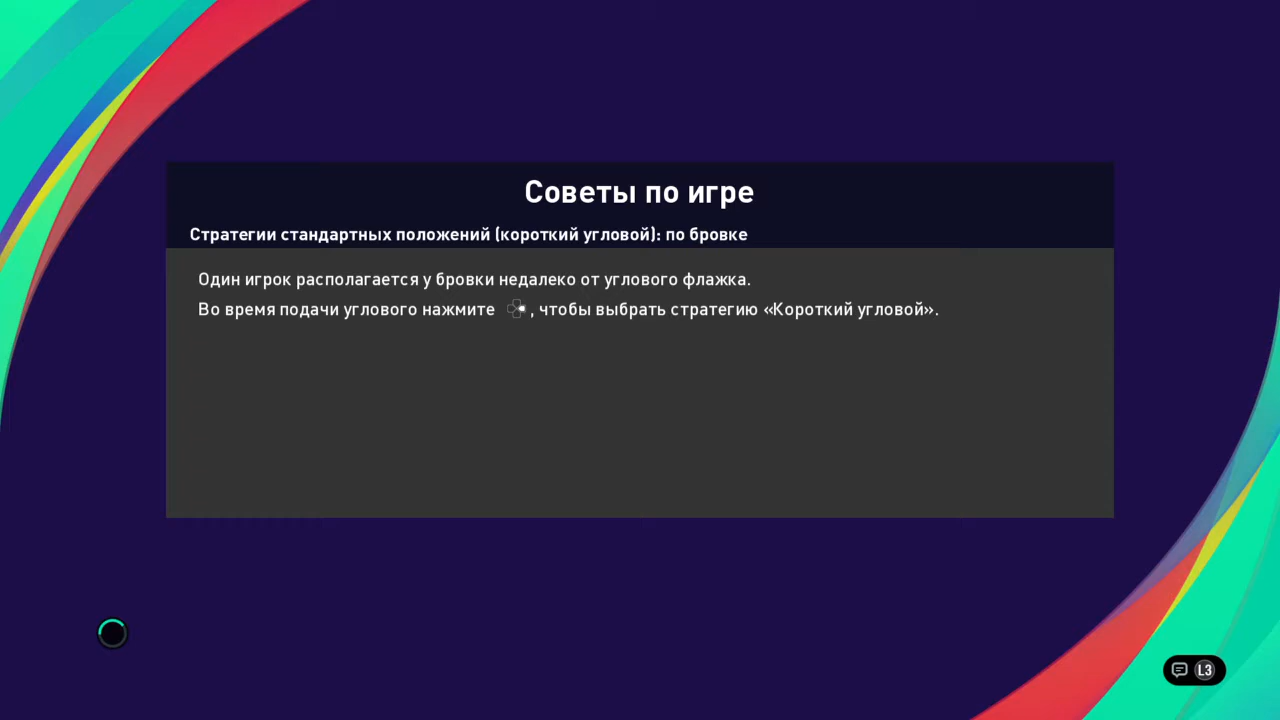 Советы по игре
Стратегии стандартных положений (короткий угловой): по бровке
Один игрок располагается у бровки недалеко от углового флажка.
Во время подачи углового нажмите , чтобы выбрать стратегию «Короткий угловой».
L3